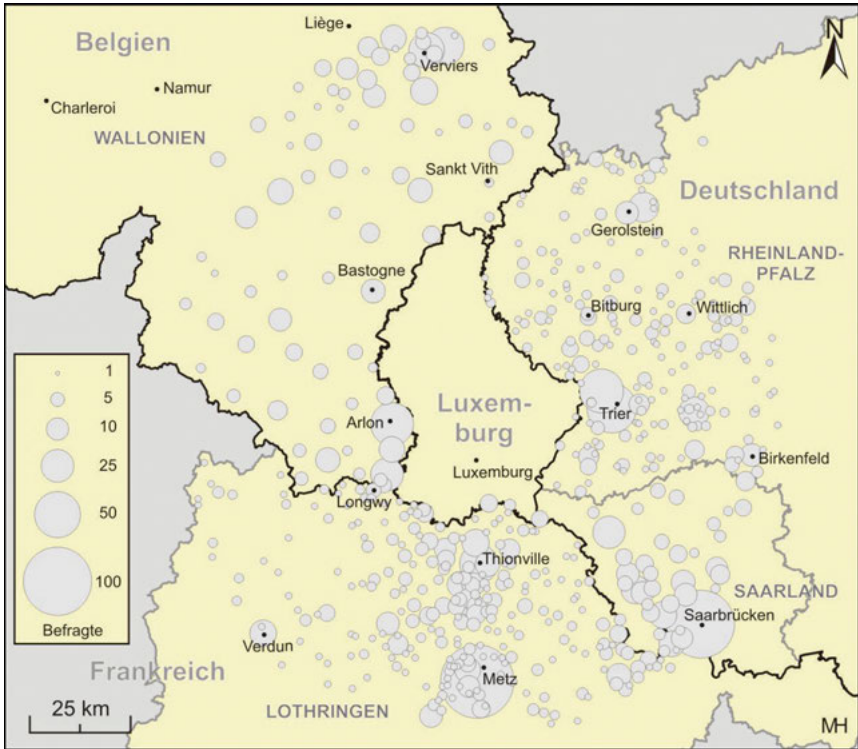 Liège
N
Belgien
Verviers
Namur
Charleroi
WALLONIEN
Sankt Vith
Deutschland
Gerolstein
RHEINLAND-
PFALZ
Bastogne
Bitburg
Wittlich
1
5
10
25
50
100
Befragte
Luxem-
burg
Trier
Arlon
Luxemburg
Birkenfeld
Longwy
Thionville
SAARLAND
Saarbrücken
Verdun
Frankreich
Metz
25 km
LOTHRINGEN
MH